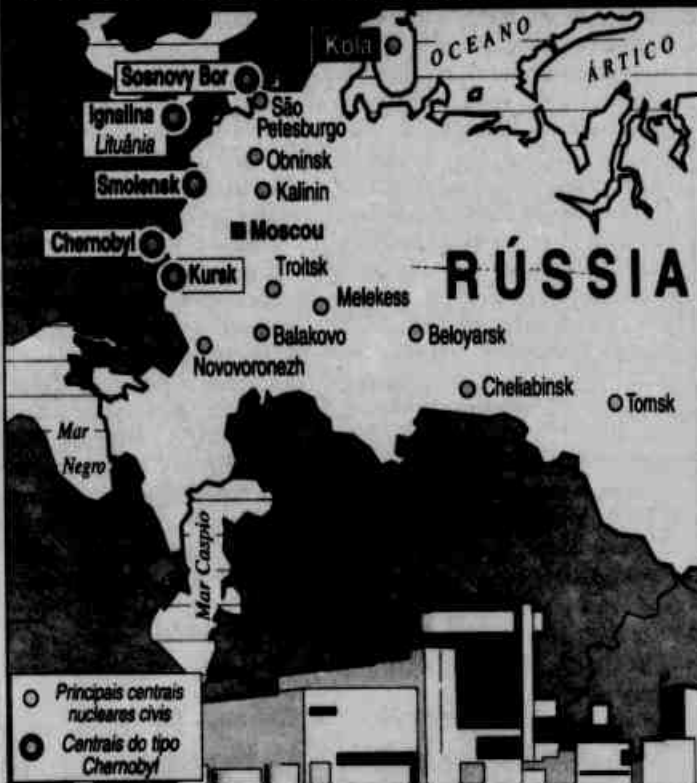 Kola
OCEANO
ÁRTICO
Sosnovy Bor
São
Petesburgo
Ignalina
Lituânia
Obninsk
Smolensk
Kalinin
Chernobyl
Moscou
Kursk
Troitsk
RÚSSIA
Melekess
Balakovo
Beloyarsk
Novovoronezh
Cheliabinsk
Tomsk
Mar
Negro
Mar Caspio
Principais centrais
nucleares civis
Centrais do tipo
Chernobyl